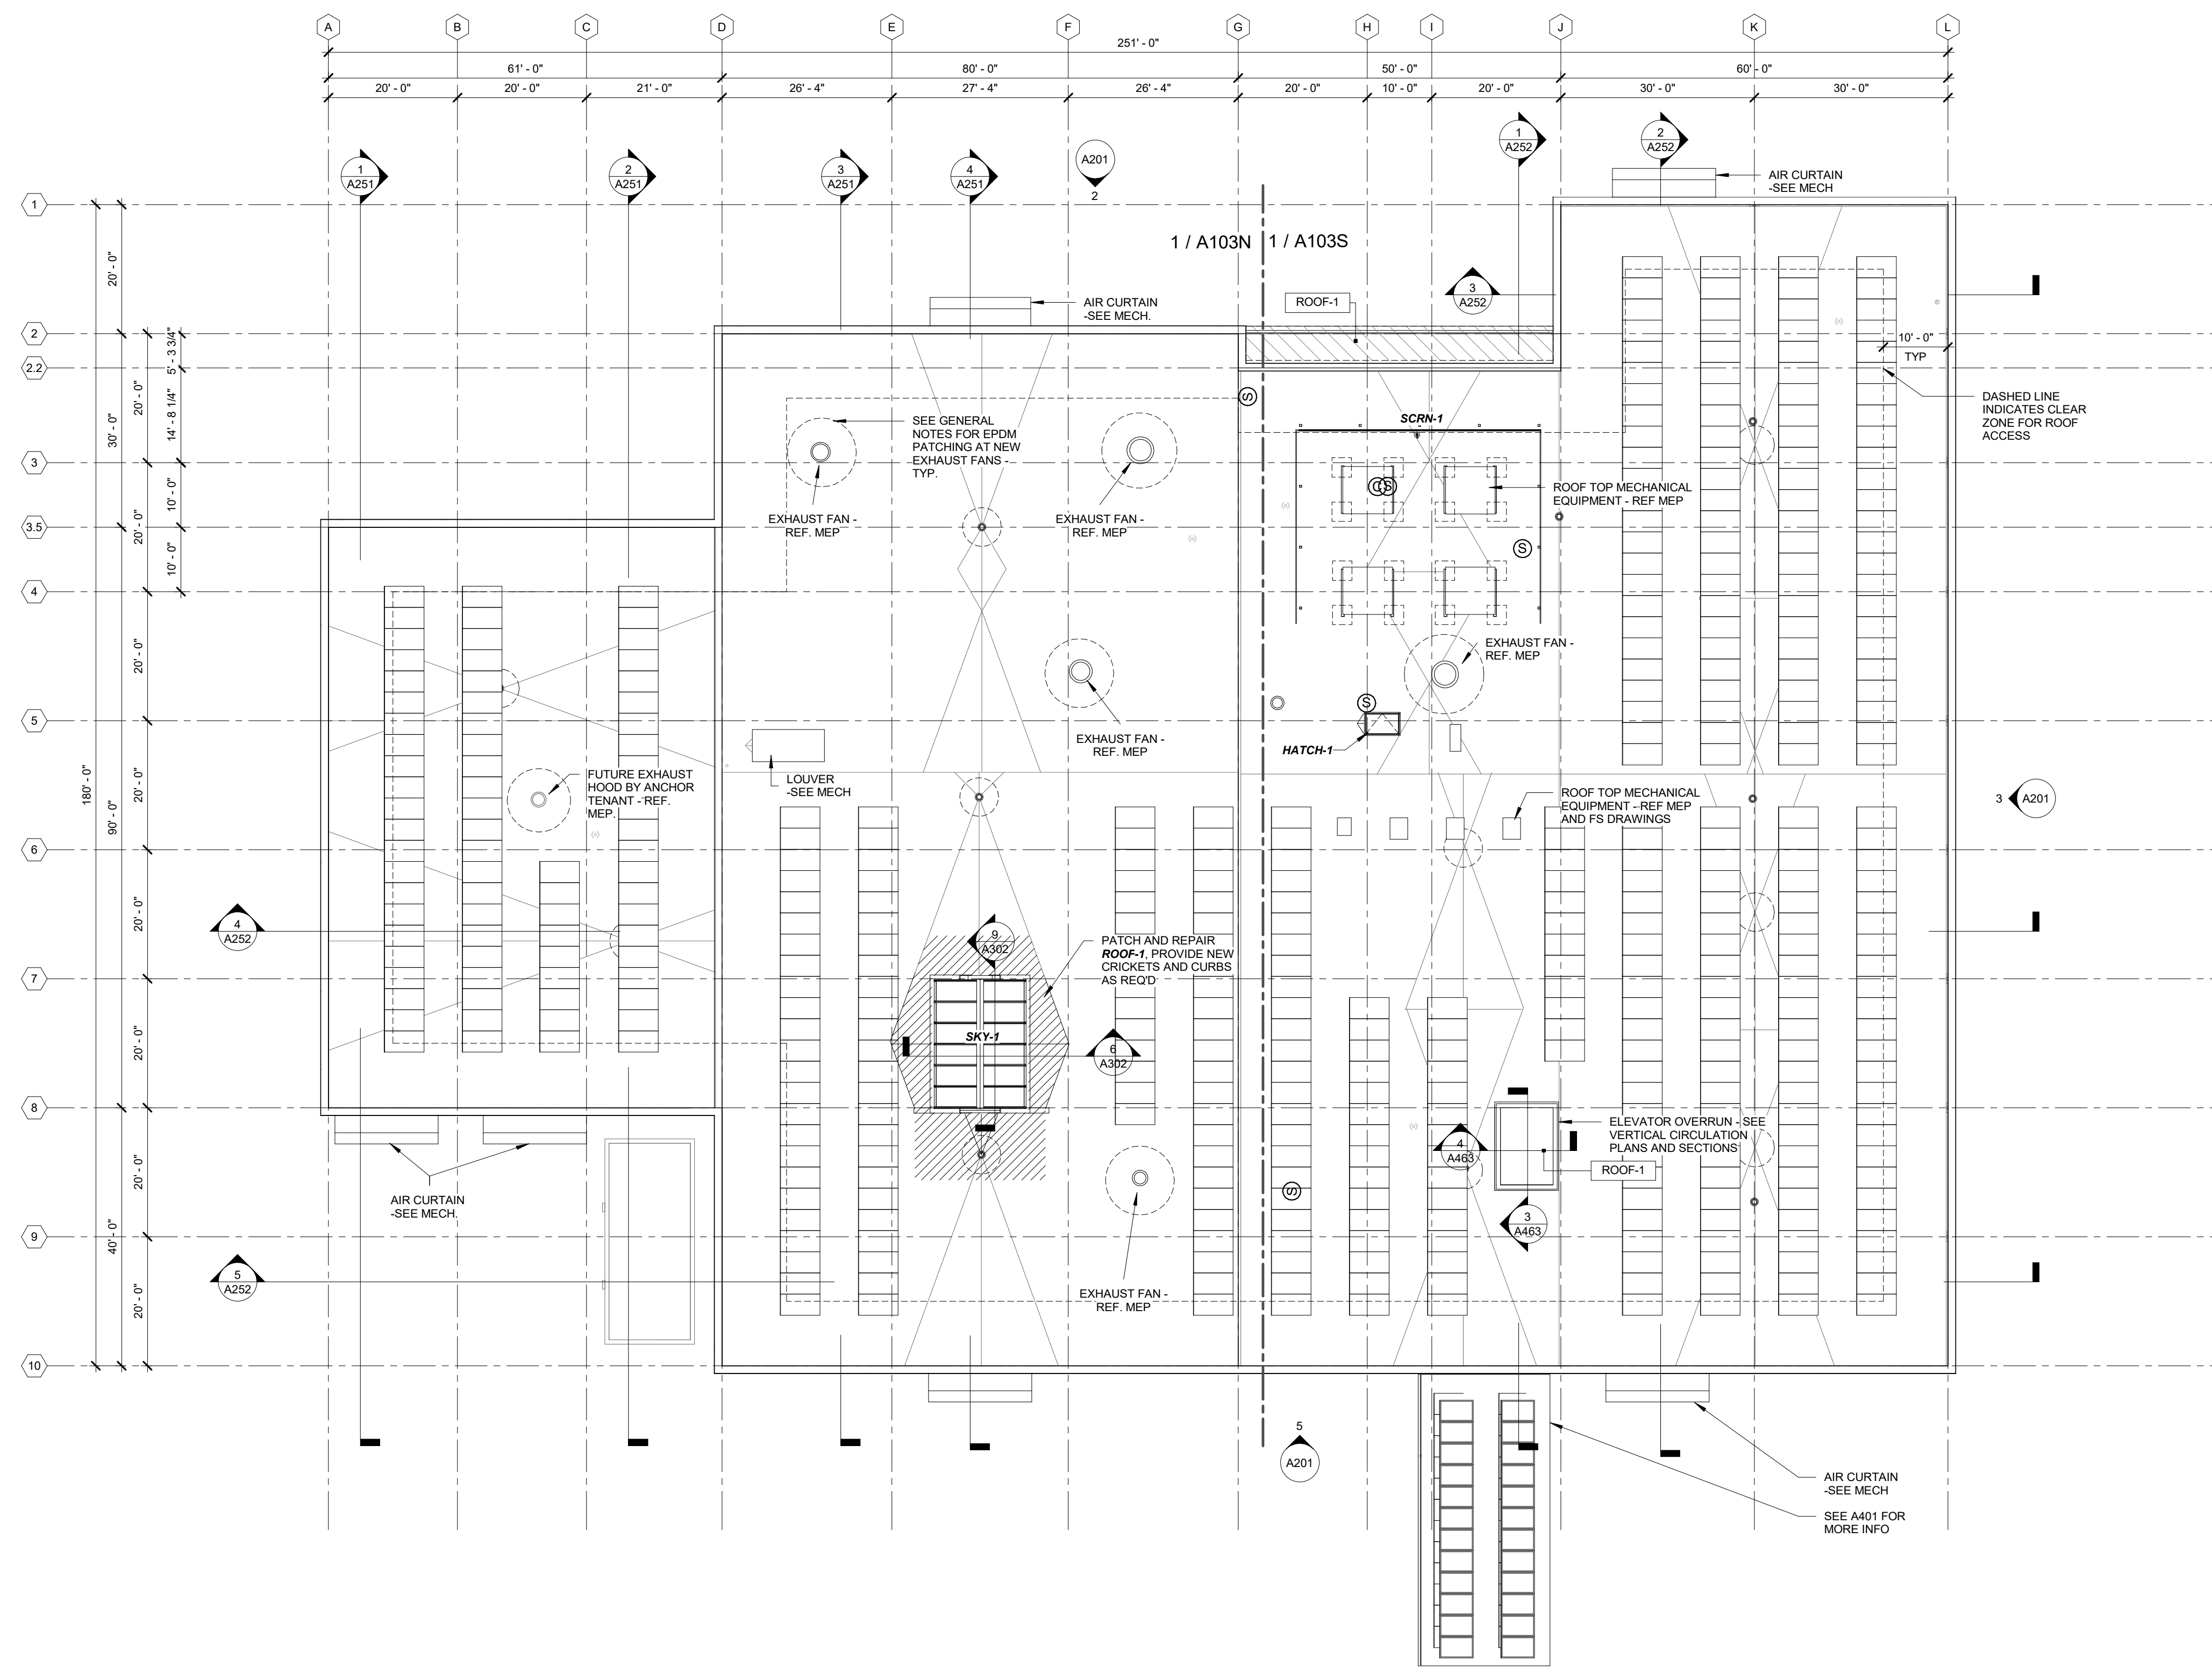 A B C D E F G H I J K L
251' - 0"
61' - 0" 80' - 0" 50' - 0" 60' - 0"
20' - 0" 20' - 0" 21' - 0" 26' - 4" 27' - 4" 26' - 4" 20' - 0" 10' - 0" 20' - 0" 30' - 0" 30' - 0"
1
A251
2
A251
3
A251
4
A251
A201
2
1
A252
2
A252
AIR CURTAIN
-SEE MECH
1
2
2.2
3
3.5
4
5
6
7
8
9
10
180' - 0"
20' - 0"
30' - 0"
90' - 0"
40' - 0"
20' - 0"
20' - 0"
20' - 0"
20' - 0"
20' - 0"
20' - 0"
20' - 0"
20' - 0"
5' - 3 3/4"
14' - 8 1/4"
10' - 0"
10' - 0"
1 / A103N
1 / A103S
3
A252
ROOF-1
AIR CURTAIN
-SEE MECH.
10' - 0"
TYP
DASHED LINE
INDICATES CLEAR
ZONE FOR ROOF
ACCESS
SEE GENERAL
NOTES FOR EPDM
PATCHING AT NEW
EXHAUST FANS -
TYP.
EXHAUST FAN -
REF. MEP
EXHAUST FAN -
REF. MEP
S
SCRN-1
C S
ROOF TOP MECHANICAL
EQUIPMENT - REF MEP
S
EXHAUST FAN -
REF. MEP
S
HATCH-1
EXHAUST FAN -
REF. MEP
LOUVER
-SEE MECH
FUTURE EXHAUST
HOOD BY ANCHOR
TENANT - REF.
MEP.
ROOF TOP MECHANICAL
EQUIPMENT - REF MEP
AND FS DRAWINGS
3 A201
4
A252
9
A302
PATCH AND REPAIR
ROOF-1, PROVIDE NEW
CRICKETS AND CURBS
AS REQ'D
SKY-1
6
A302
ELEVATOR OVERRUN - SEE
VERTICAL CIRCULATION
PLANS AND SECTIONS
4
A463
ROOF-1
S
3
A463
AIR CURTAIN
-SEE MECH.
5
A252
EXHAUST FAN -
REF. MEP
5
A201
AIR CURTAIN
-SEE MECH
SEE A401 FOR
MORE INFO